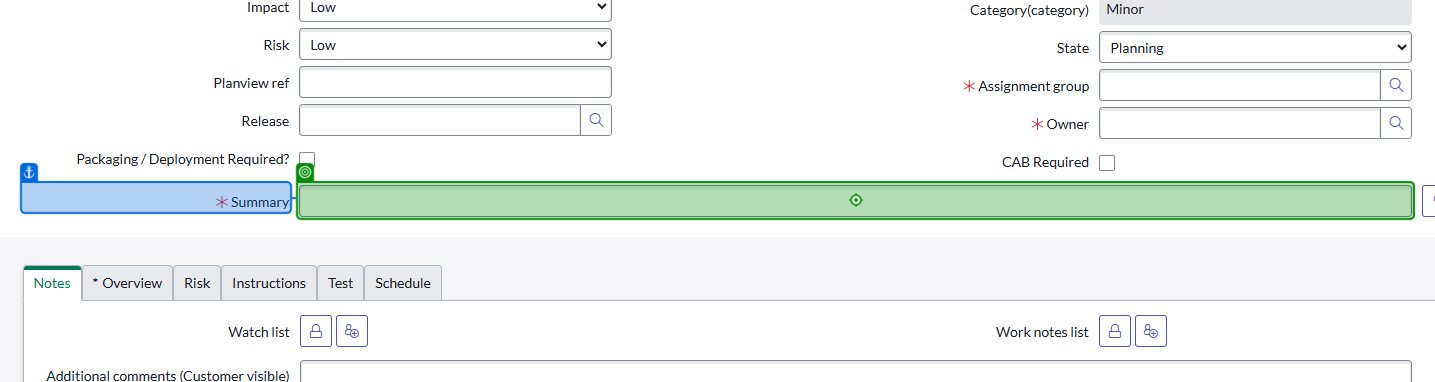 Impact Low
Category(category) Minor
Risk Low
State Planning
Planview ref
* Assignment group
Release
* Owner
Packaging / Deployment Required?
CAB Required
* Summary
Notes * Overview Risk Instructions Test Schedule
Watch list
Work notes list
Additional comments (Customer visible)